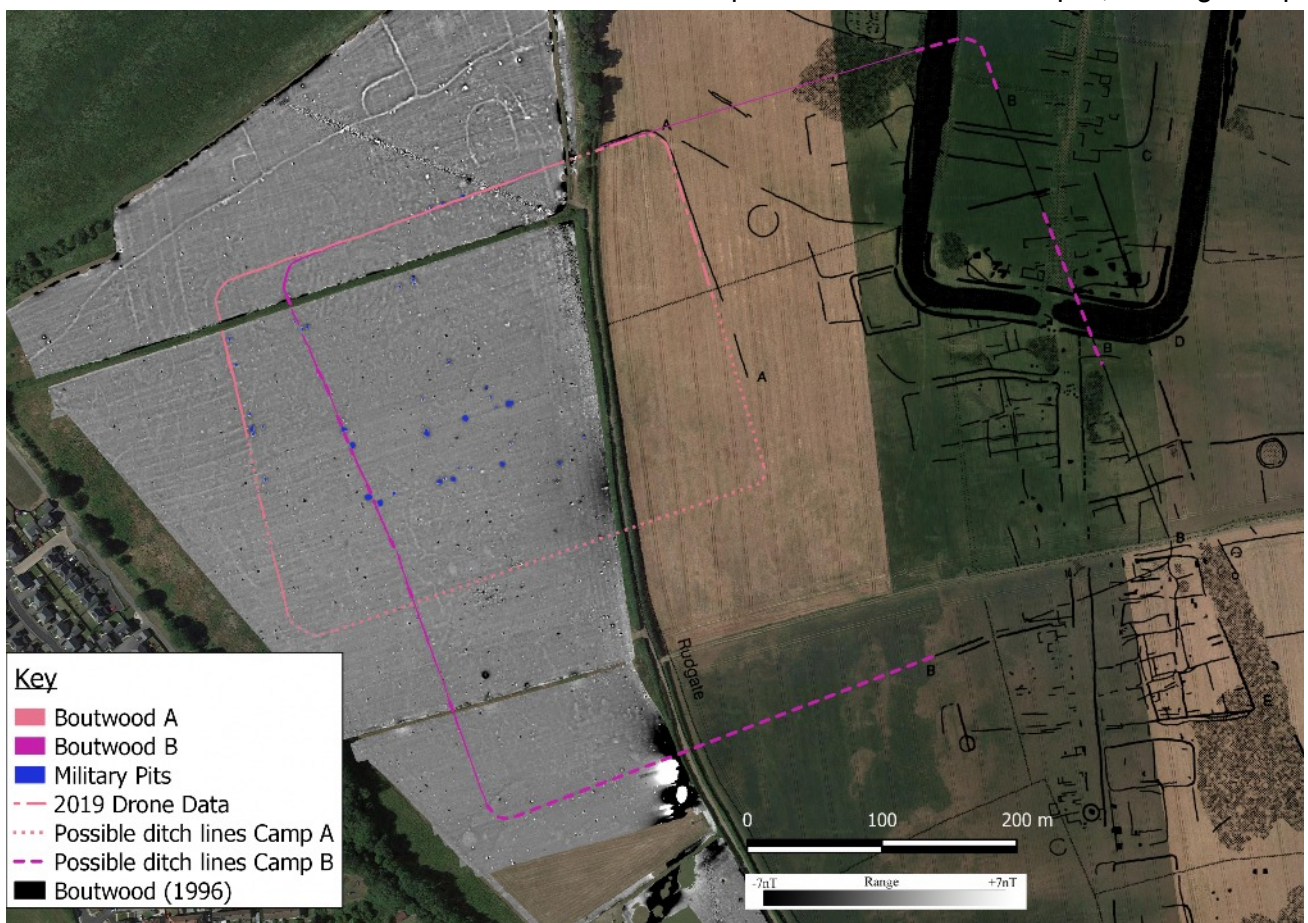 A
B
C
A
B
D
B
Rudgate
B
E
Key
Boutwood A
Boutwood B
Military Pits
2019 Drone Data
Possible ditch lines Camp A
Possible ditch lines Camp B
Boutwood (1996)
0 100 200 m
-7nT Range +7nT